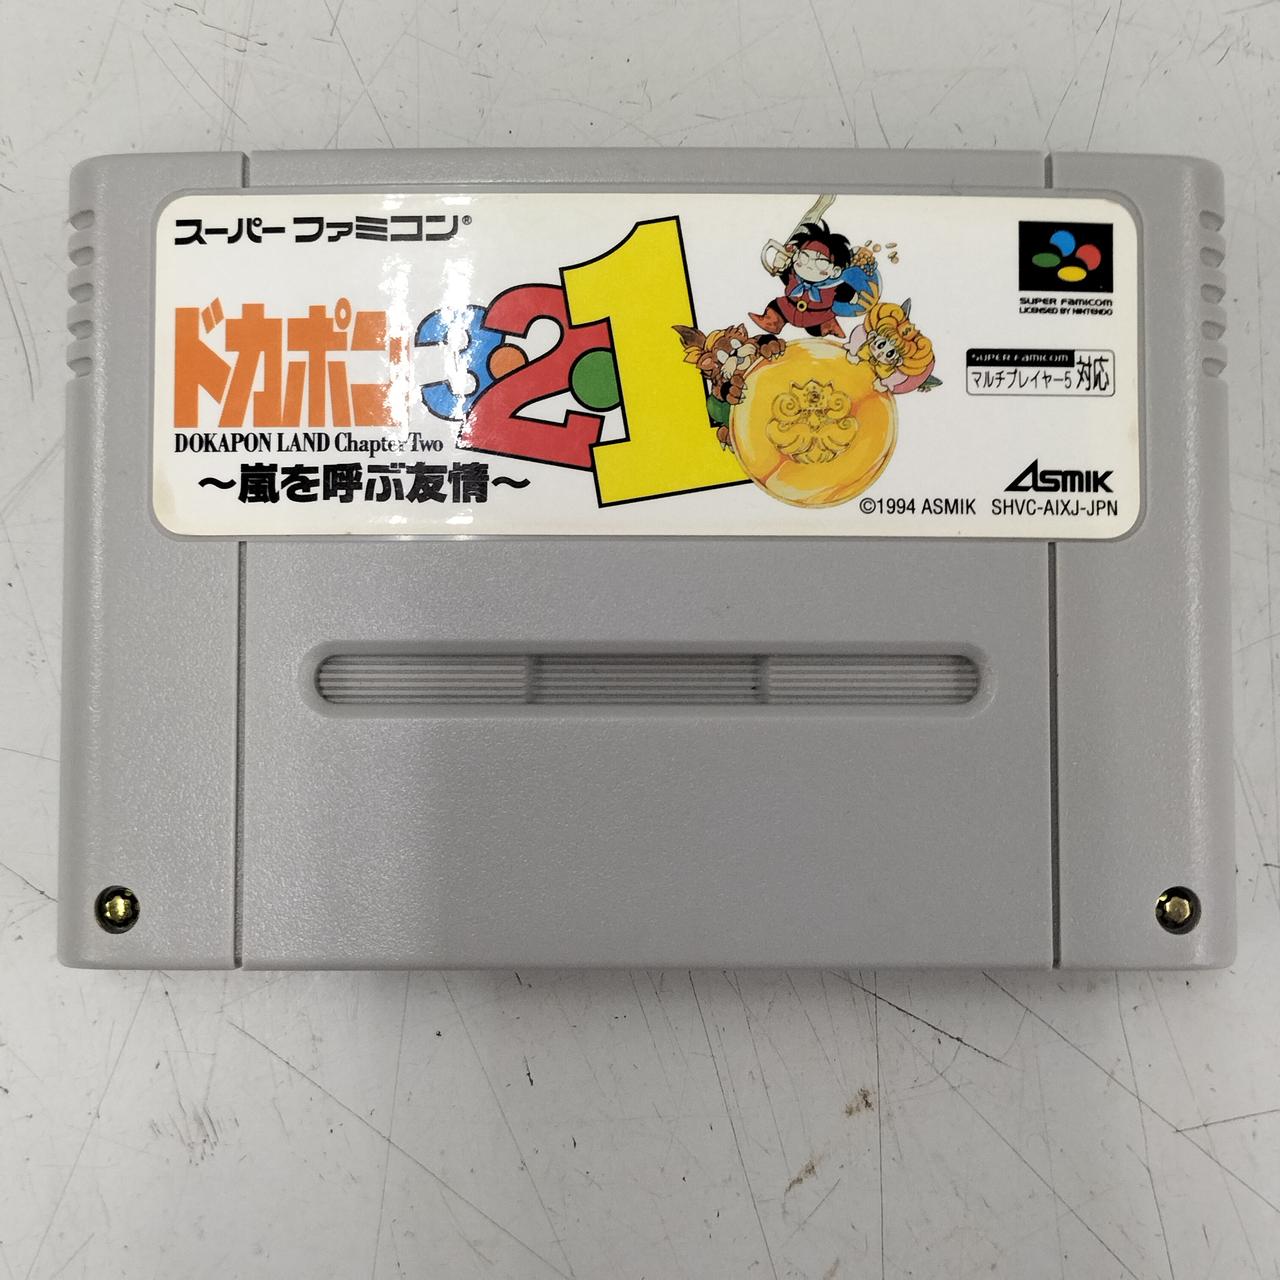 スーパーファミコン®
ドカポン3・2・1
DOKAPON LAND Chapter Two
～嵐を呼ぶ友情～
SUPER FAMICOM
LICENSED BY NINTENDO
SUPER FAMICOM
マルチプレイヤー5 対応
ASMIK
©1994 ASMIK SHVC-AIXJ-JPN